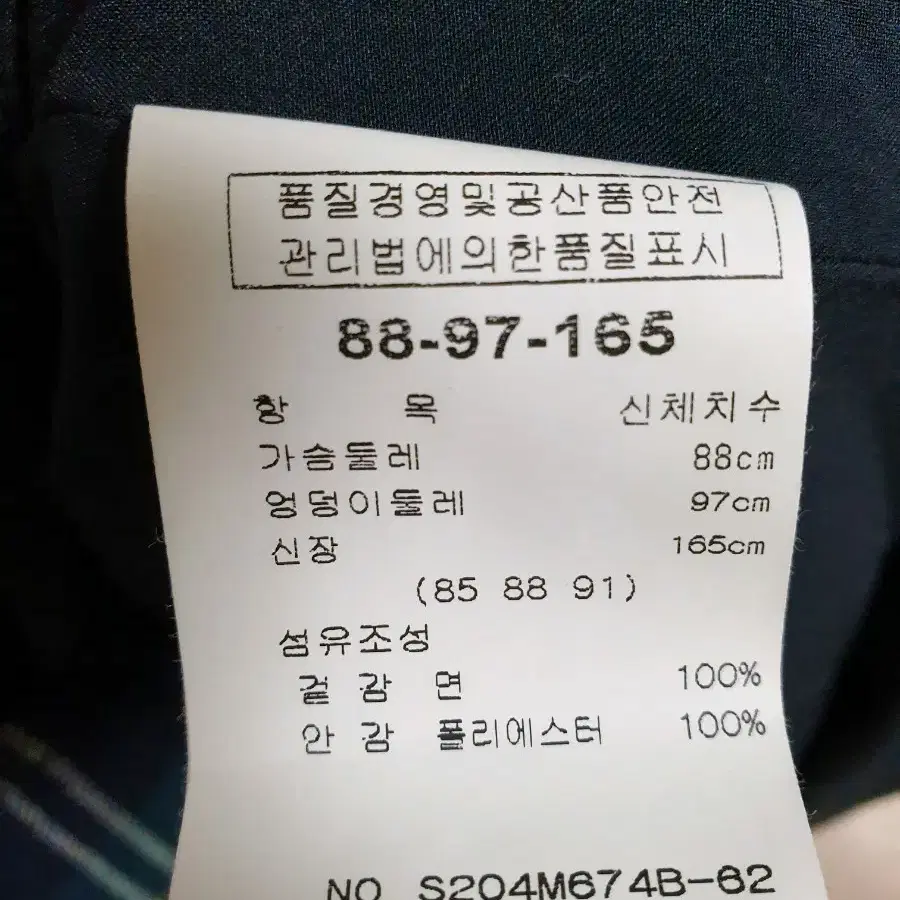 품질경영및공산품안전
관리법에의한품질표시
88-97-165
항 목 신체치수
가슴둘레 88cm
엉덩이둘레 97cm
신장 165cm
(85 88 91)
섬유조성
겉감 면 100%
안감 폴리에스터 100%
NO S204M674B-62